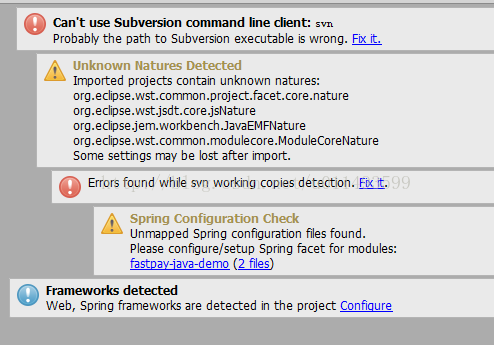 Can't use Subversion command line client: svn
Probably the path to Subversion executable is wrong. Fix it.
Unknown Natures Detected
Imported projects contain unknown natures:
org.eclipse.wst.common.project.facet.core.nature
org.eclipse.wst.jsdt.core.jsNature
org.eclipse.jem.workbench.JavaEMFNature
org.eclipse.wst.common.modulecore.ModuleCoreNature
Some settings may be lost after import.
Errors found while svn working copies detection. Fix it.
Spring Configuration Check
Unmapped Spring configuration files found.
Please configure/setup Spring facet for modules:
fastpay-java-demo (2 files)
Frameworks detected
Web, Spring frameworks are detected in the project Configure